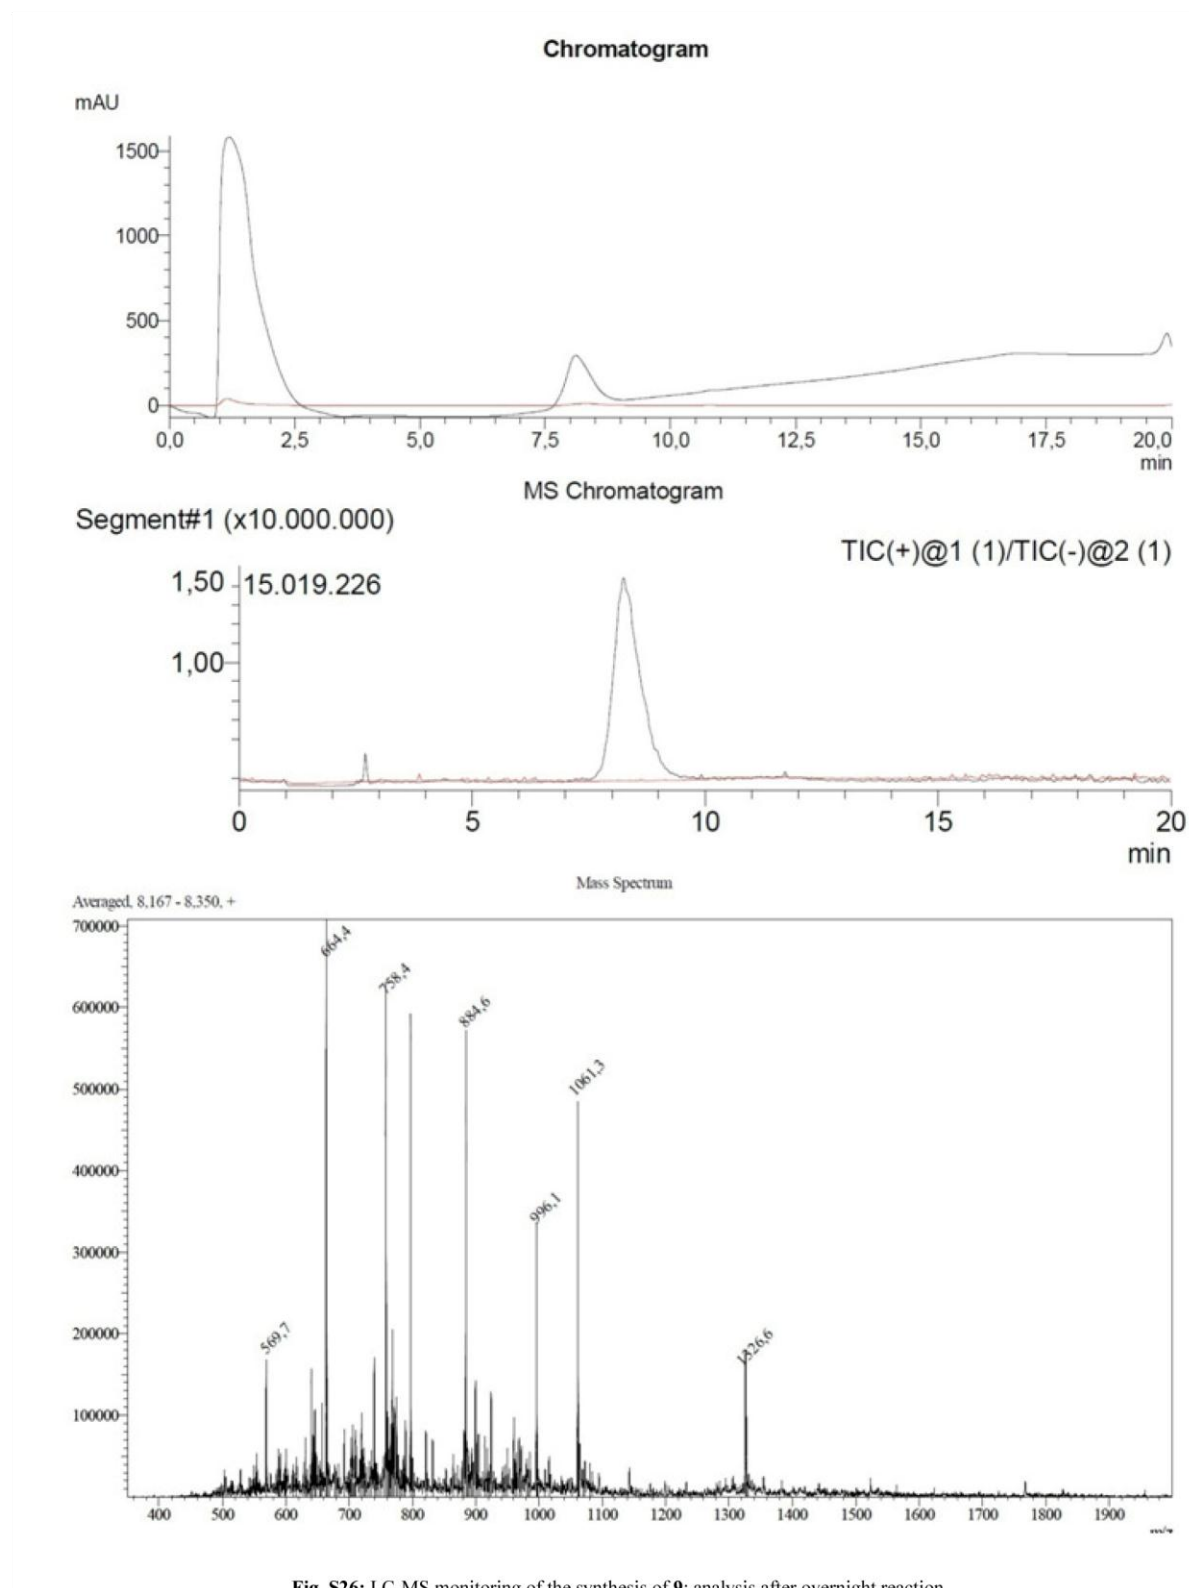 Chromatogram
mAU
1500
1000
500
0
0,0 2,5 5,0 7,5 10,0 12,5 15,0 17,5 20,0
min
MS Chromatogram
Segment#1 (x10.000.000)
TIC(+)@1 (1)/TIC(-)@2 (1)
1,50 15.019.226
1,00
0 5 10 15 20
min
Mass Spectrum
Averaged, 8,167 - 8,350, +
700000
664,4
758,4
600000
884,6
500000
1061,3
400000
996,1
300000
200000
569,7
1326,6
100000
400 500 600 700 800 900 1000 1100 1200 1300 1400 1500 1600 1700 1800 1900
Fig. S26: LC-MS monitoring of the synthesis of 9: analysis after overnight reaction